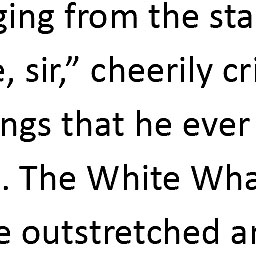 ging from the sta
e, sir,” cheerily cri
ngs that he ever
. The White Wha
e outstretched ar